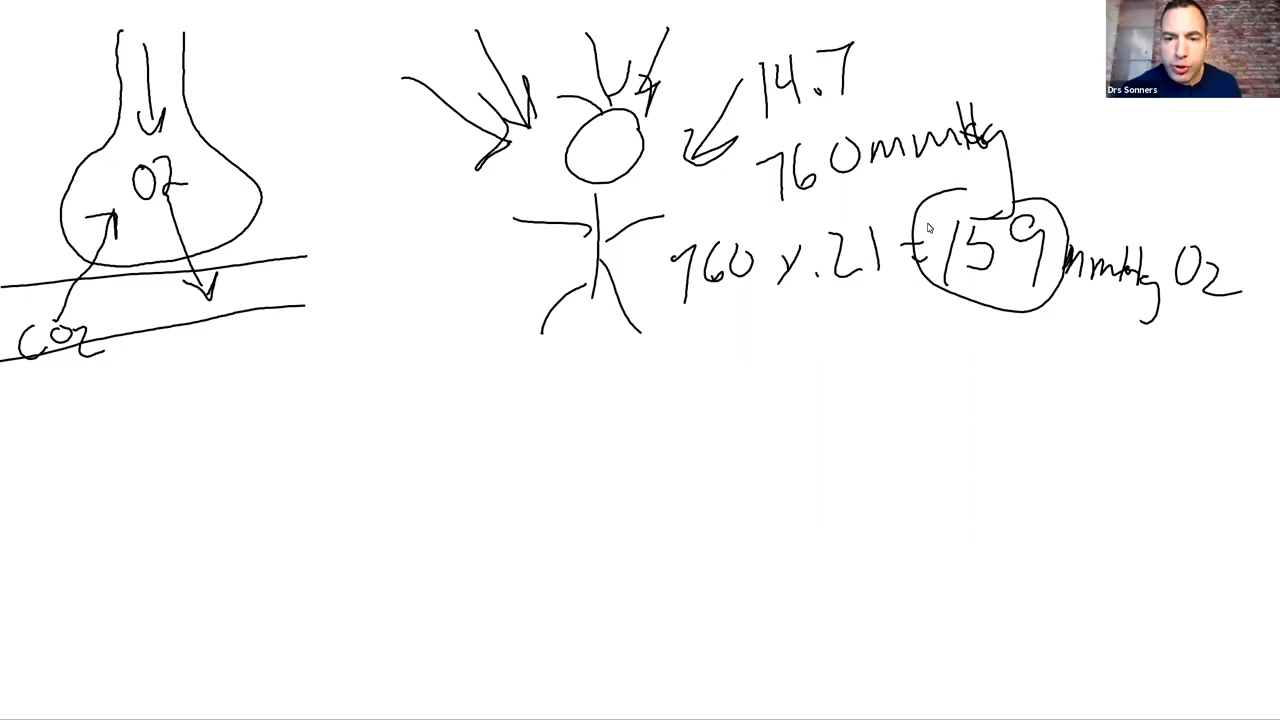 O2
CO2
14.7
760 mmHg
760 x .21 = 159 mmHg O2
Drs Sonners